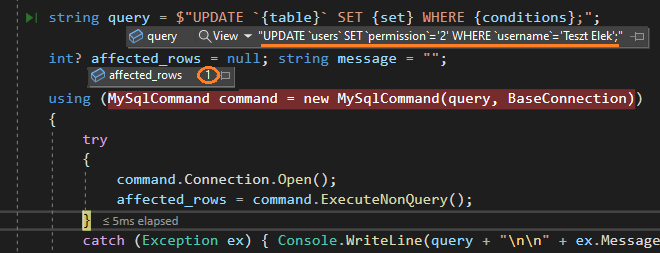 string query = $"UPDATE `{table}` SET {set} WHERE {conditions};";
query View "UPDATE `users` SET `permission`='2' WHERE `username`='Teszt Elek';"
int? affected_rows = null; string message = "";
affected_rows 1
using (MySqlCommand command = new MySqlCommand(query, BaseConnection))
{
try
{
command.Connection.Open();
affected_rows = command.ExecuteNonQuery();
} ≤ 5ms elapsed
catch (Exception ex) { Console.WriteLine(query + "\n\n" + ex.Message